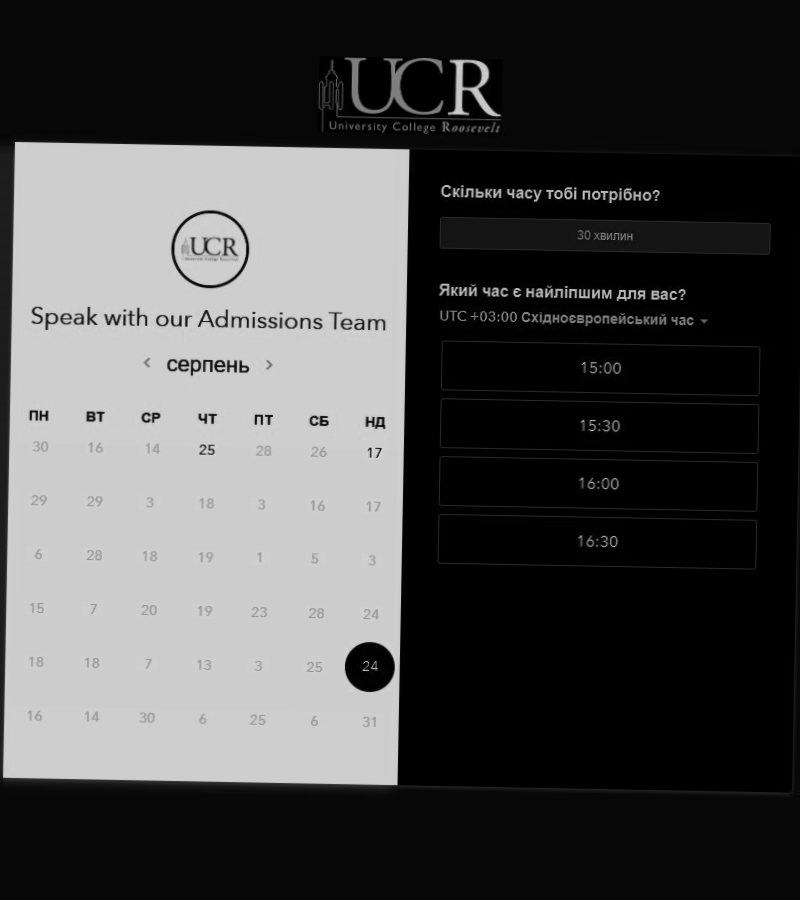 UCR
University College Roosevelt
UCR
University College Roosevelt
Speak with our Admissions Team
серпень
ПН ВТ СР ЧТ ПТ СБ НД
30 16 14 25 28 26 17
29 29 3 18 3 16 17
6 28 18 19 1 5 3
15 7 20 19 23 28 24
18 18 7 13 3 25 24
16 14 30 6 25 6 31
Скільки часу тобі потрібно?
30 хвилин
Який час є найліпшим для вас?
UTC +03:00 Східноєвропейський час
15:00
15:30
16:00
16:30